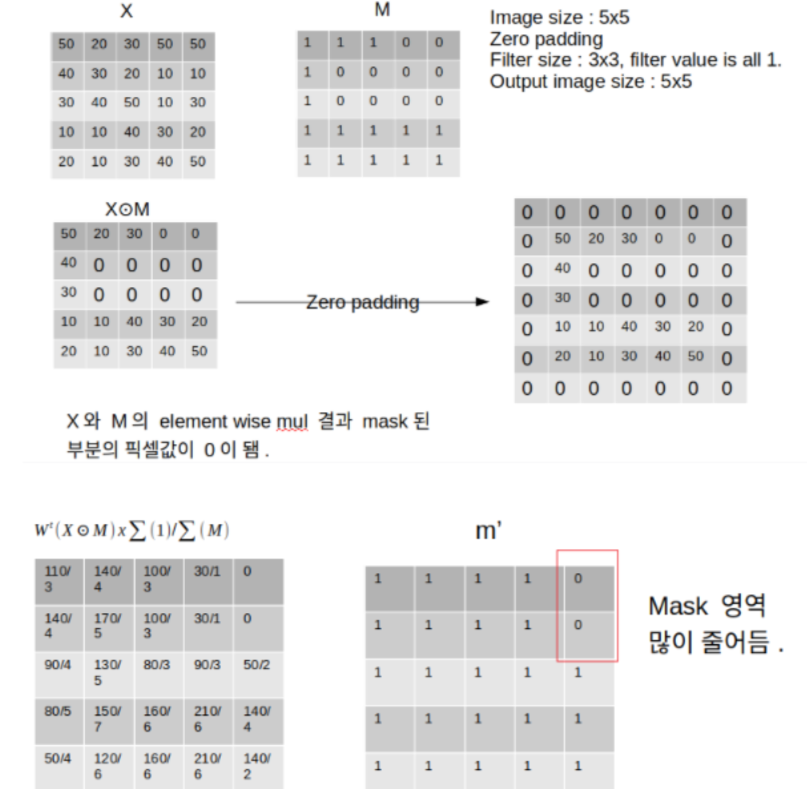 X
M
Image size : 5x5
Zero padding
Filter size : 3x3, filter value is all 1.
Output image size : 5x5
50 20 30 50 50
40 30 20 10 10
30 40 50 10 30
10 10 40 30 20
20 10 30 40 50
1 1 1 0 0
1 0 0 0 0
1 0 0 0 0
1 1 1 1 1
1 1 1 1 1
X⊙M
50 20 30 0 0
40 0 0 0 0
30 0 0 0 0
10 10 40 30 20
20 10 30 40 50
Zero padding
0 0 0 0 0 0 0
0 50 20 30 0 0 0
0 40 0 0 0 0 0
0 30 0 0 0 0 0
0 10 10 40 30 20 0
0 20 10 30 40 50 0
0 0 0 0 0 0 0
X 와 M 의 element wise mul 결과 mask 된
부분의 픽셀값이 0 이 됌 .
Wᵗ(X⊙M)x∑(1)/∑(M)
110/3 140/4 100/3 30/1 0
140/4 170/5 100/3 30/1 0
90/4 130/5 80/3 90/3 50/2
80/5 150/7 160/6 210/6 140/4
50/4 120/6 160/6 210/6 140/2
m’
1 1 1 1 0
1 1 1 1 0
1 1 1 1 1
1 1 1 1 1
1 1 1 1 1
Mask 영역
많이 줄어듬 .